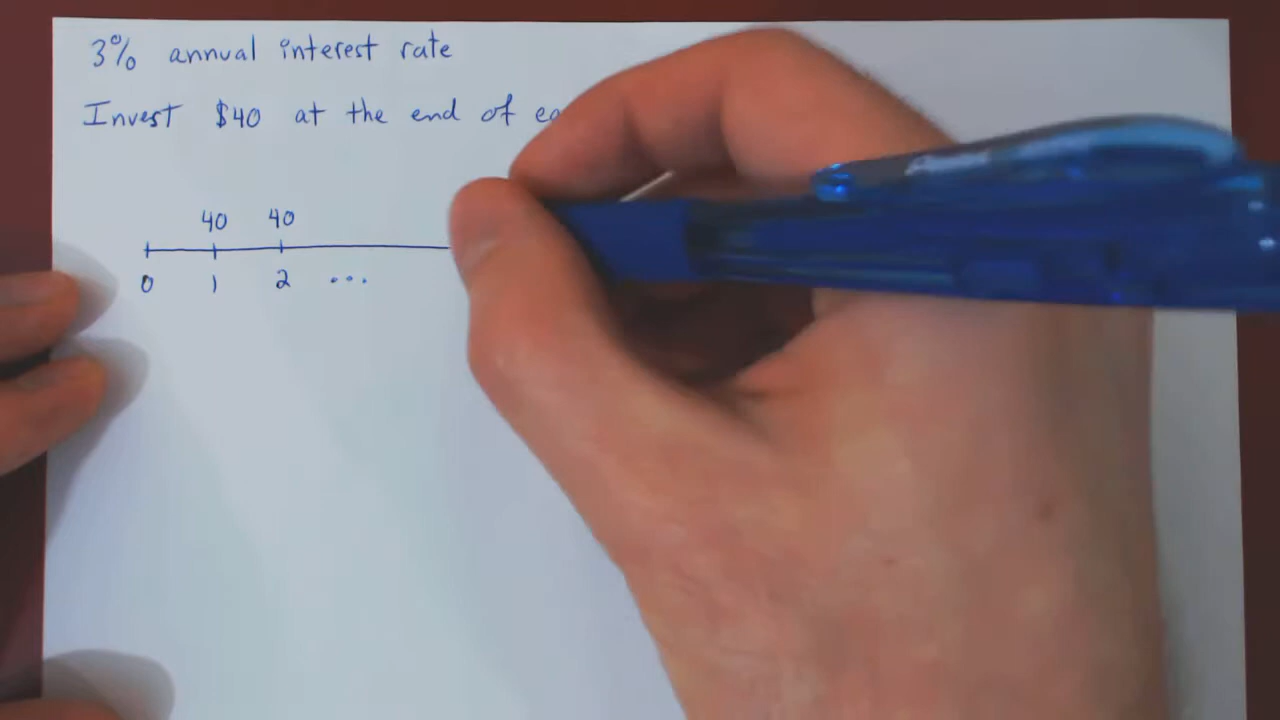 3% annual interest rate
Invest $40 at the end of
40 40
0 1 2 ...